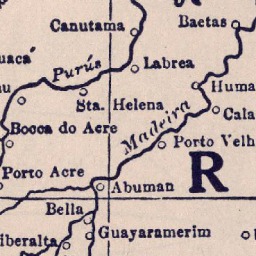 Canutama
Baetas
uacá
Purús
Labrea
Huma
Sta. Helena
Madeira
Cala
Bocca do Acre
Porto Velh
Porto Acre
R
Abuman
Bella
Guayaramerim
iberalta